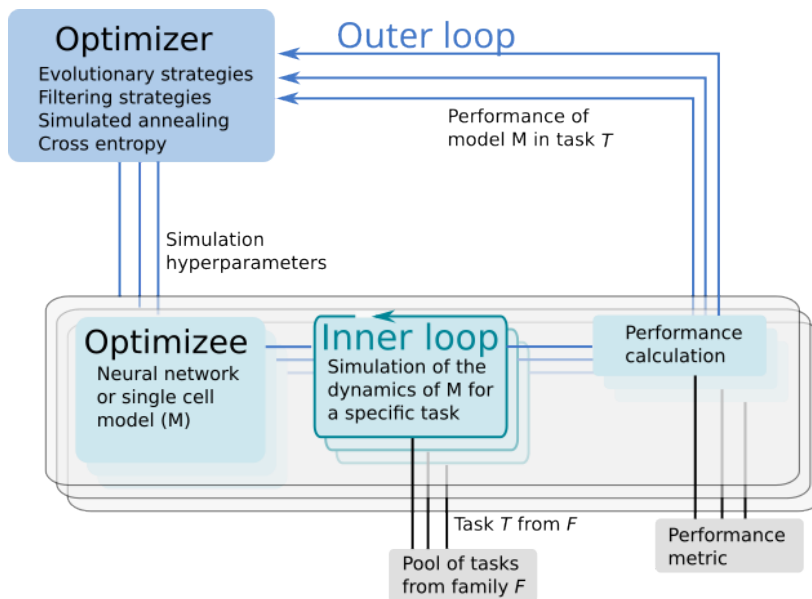 Optimizer
Evolutionary strategies
Filtering strategies
Simulated annealing
Cross entropy
Outer loop
Performance of
model M in task T
Simulation
hyperparameters
Optimizee
Neural network
or single cell
model (M)
Inner loop
Simulation of the
dynamics of M for
a specific task
Performance
calculation
Task T from F
Pool of tasks
from family F
Performance
metric